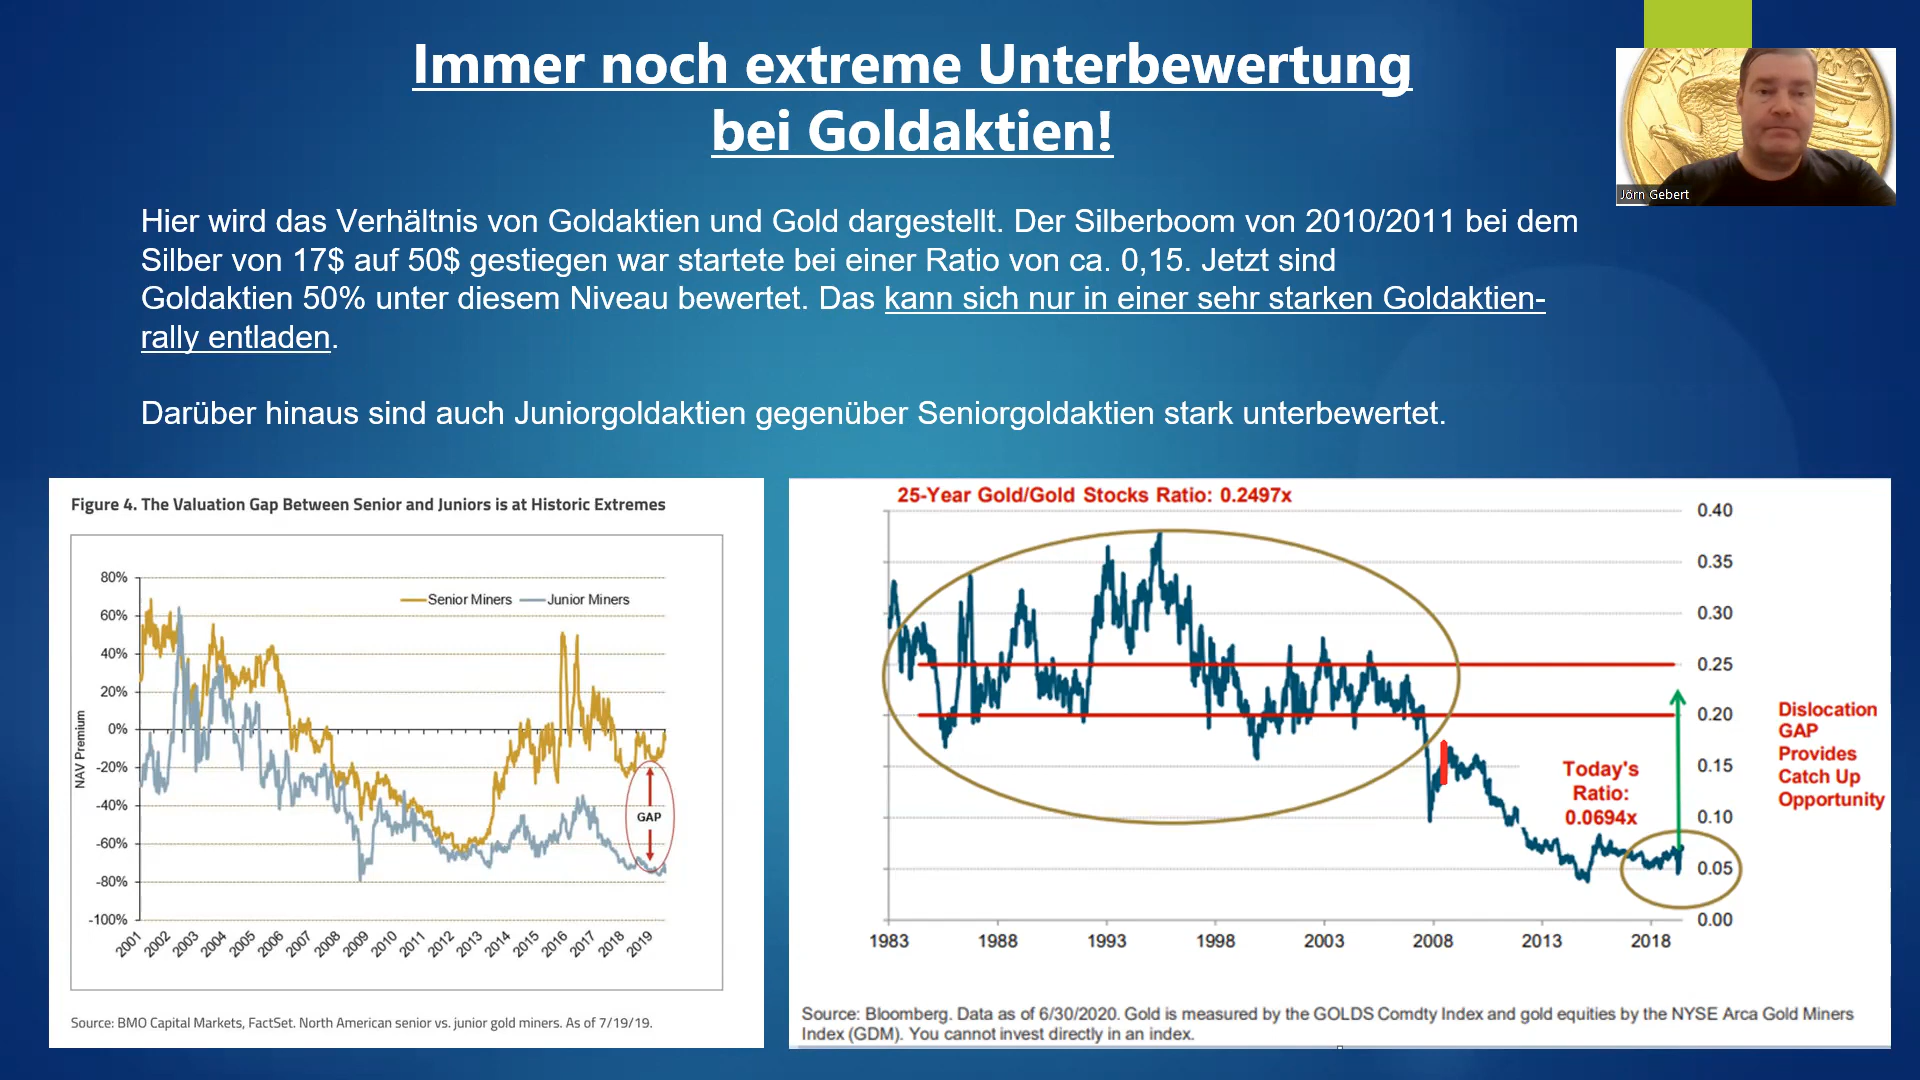 Immer noch extreme Unterbewertung
bei Goldaktien!
Jörn Gebert
Hier wird das Verhältnis von Goldaktien und Gold dargestellt. Der Silberboom von 2010/2011 bei dem
Silber von 17$ auf 50$ gestiegen war startete bei einer Ratio von ca. 0,15. Jetzt sind
Goldaktien 50% unter diesem Niveau bewertet. Das kann sich nur in einer sehr starken Goldaktien-
rally entladen.
Darüber hinaus sind auch Juniorgoldaktien gegenüber Seniorgoldaktien stark unterbewertet.
Figure 4. The Valuation Gap Between Senior and Juniors is at Historic Extremes
80%
60%
40%
20%
0%
-20%
-40%
-60%
-80%
-100%
NAV Premium
Senior Miners
Junior Miners
GAP
2001
2002
2003
2004
2005
2006
2007
2008
2009
2010
2011
2012
2013
2014
2015
2016
2017
2018
2019
Source: BMO Capital Markets, FactSet. North American senior vs. junior gold miners. As of 7/19/19.
25-Year Gold/Gold Stocks Ratio: 0.2497x
0.40
0.35
0.30
0.25
0.20
0.15
0.10
0.05
0.00
Today's
Ratio:
0.0694x
Dislocation
GAP
Provides
Catch Up
Opportunity
1983
1988
1993
1998
2003
2008
2013
2018
Source: Bloomberg. Data as of 6/30/2020. Gold is measured by the GOLDS Comdty Index and gold equities by the NYSE Arca Gold Miners
Index (GDM). You cannot invest directly in an index.